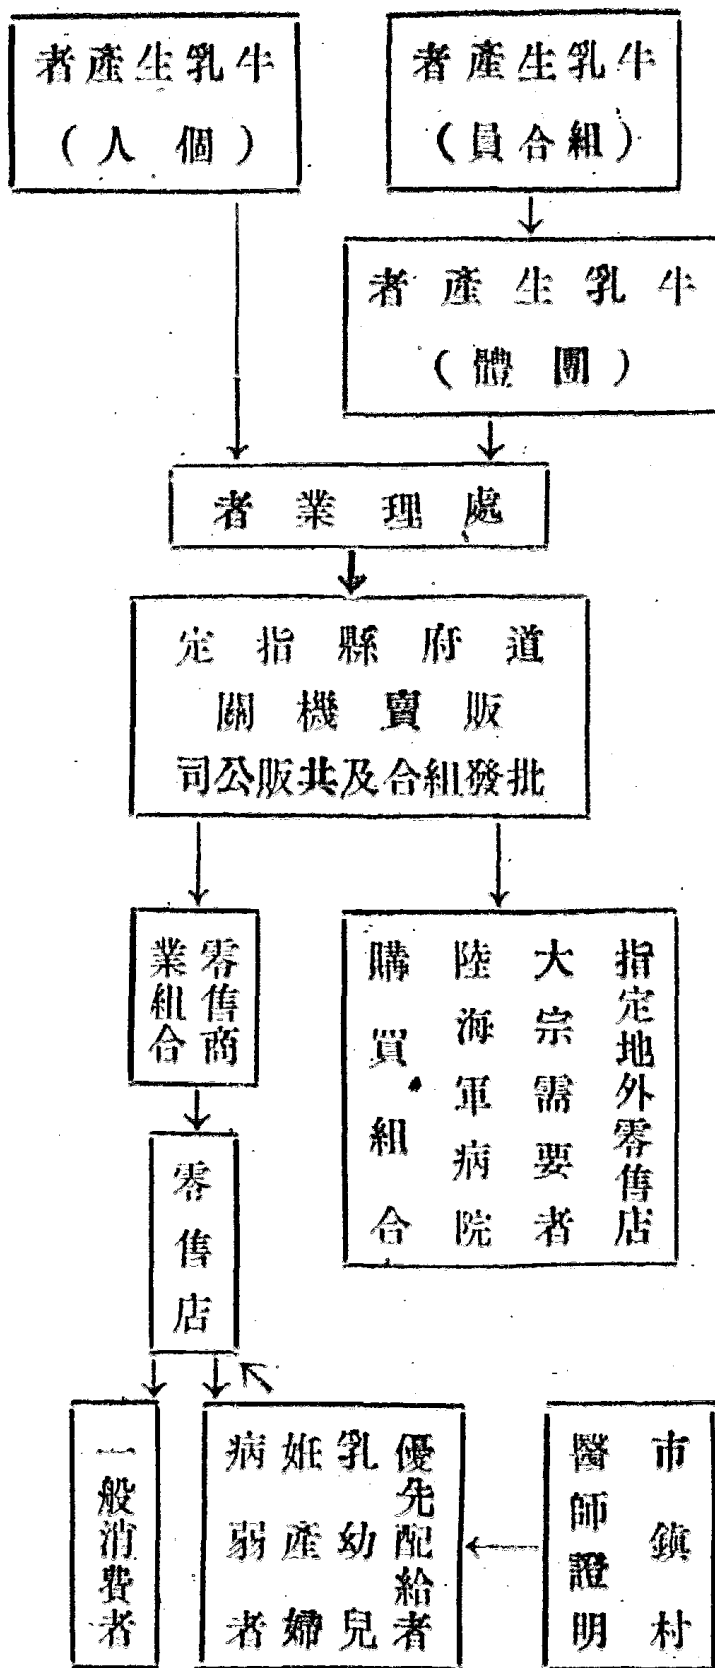 牛乳生產者
(組合員)
牛乳生產者
(個人)
牛乳生產者
(團體)
處理業者
道府縣指定
販賣機關
批發組合及共販公司
零售商
業組合
指定地外零售店
大宗需要者
陸海軍病院
購買組合
零售店
一般消費者
優先配給者
乳幼兒
姙產婦
病弱者
市鎮村
醫師證明